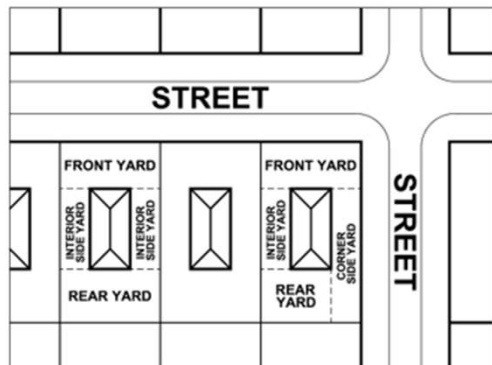 STREET
FRONT YARD
FRONT YARD
STREET
INTERIOR
SIDE YARD
INTERIOR
SIDE YARD
INTERIOR
SIDE YARD
CORNER
SIDE YARD
REAR YARD
REAR
YARD